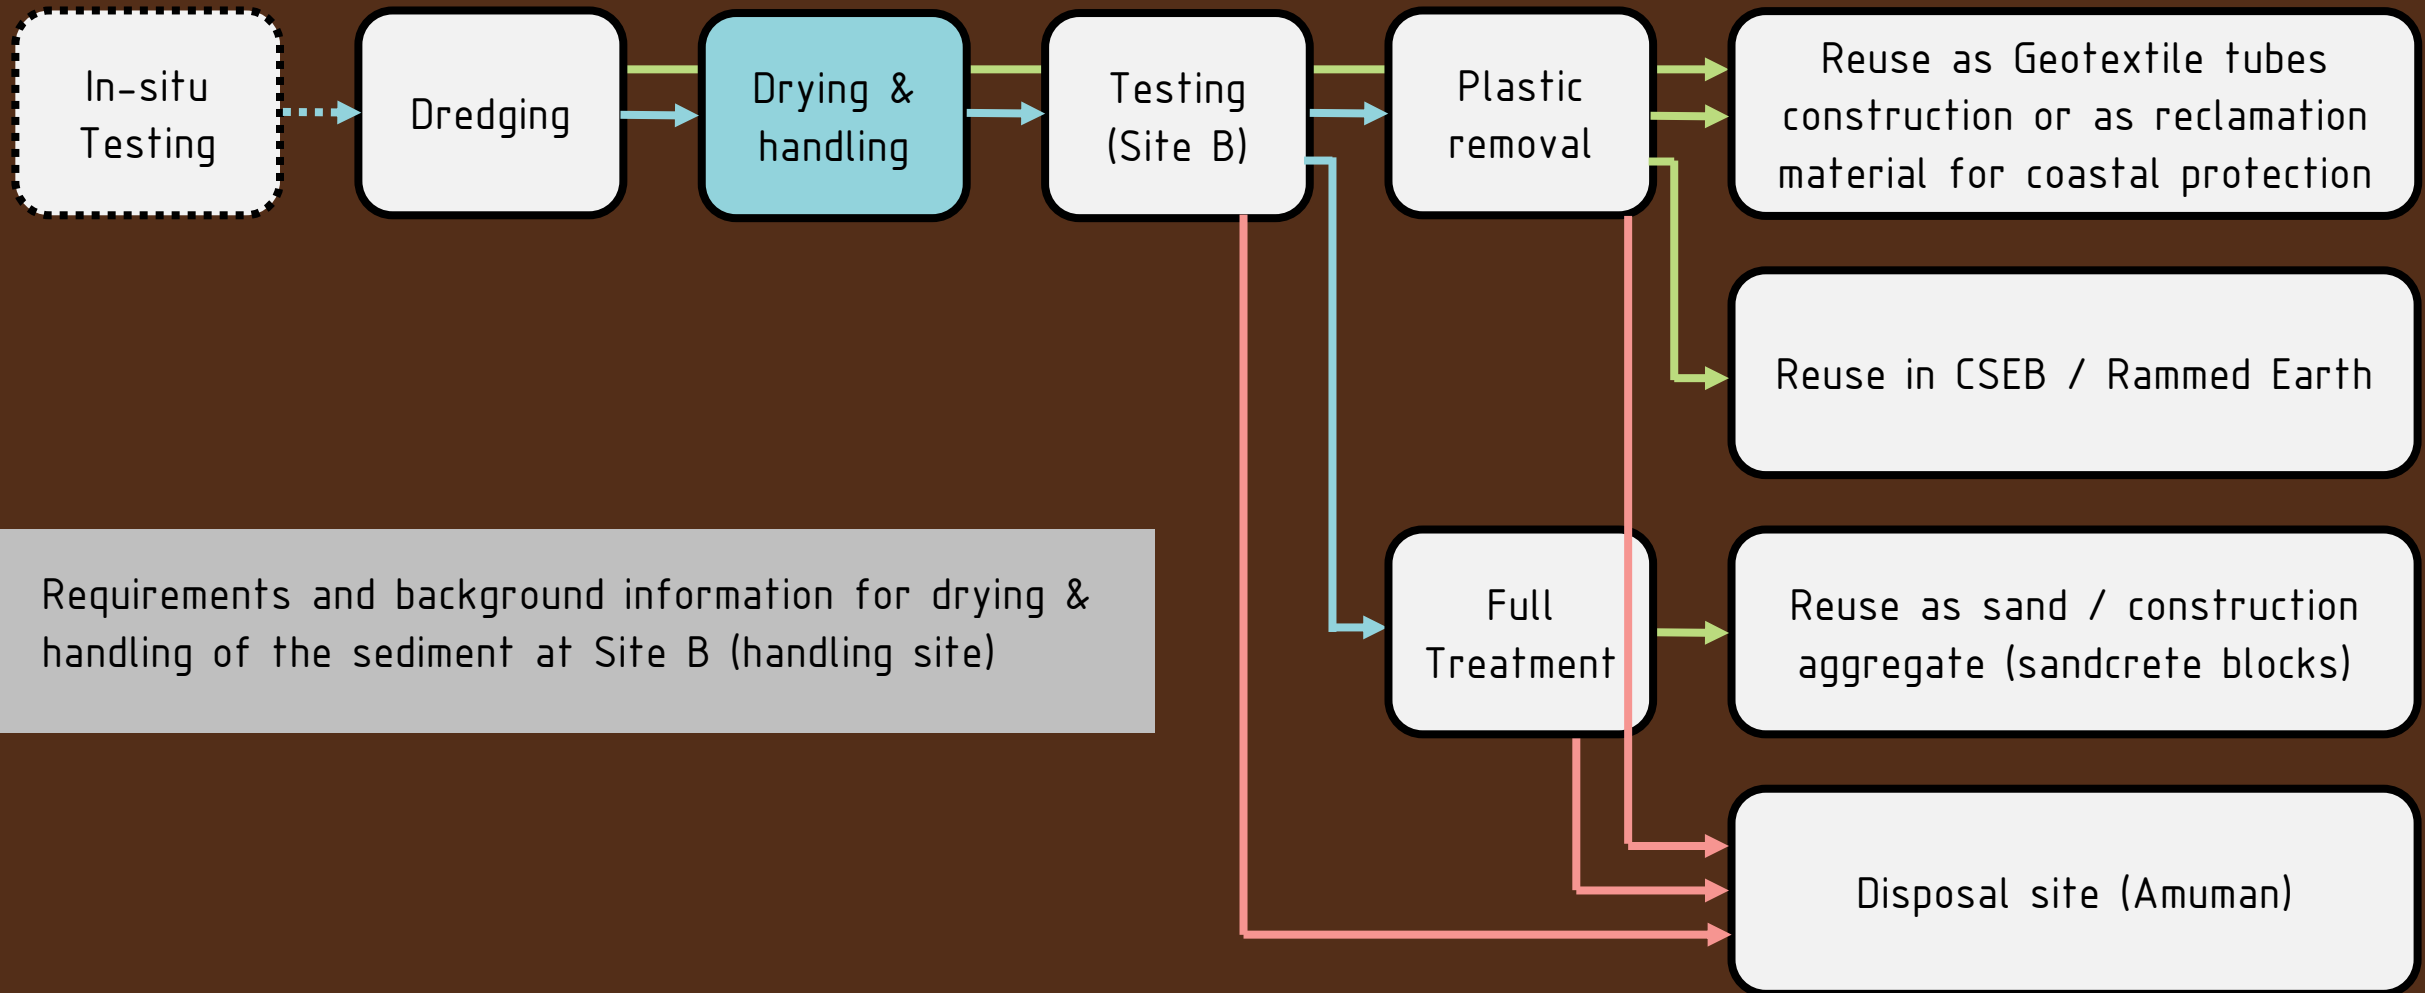 In-situ
Testing
Dredging
Drying &
handling
Testing
(Site B)
Plastic
removal
Reuse as Geotextile tubes
construction or as reclamation
material for coastal protection
Reuse in CSEB / Rammed Earth
Requirements and background information for drying &
handling of the sediment at Site B (handling site)
Full
Treatment
Reuse as sand / construction
aggregate (sandcrete blocks)
Disposal site (Amuman)